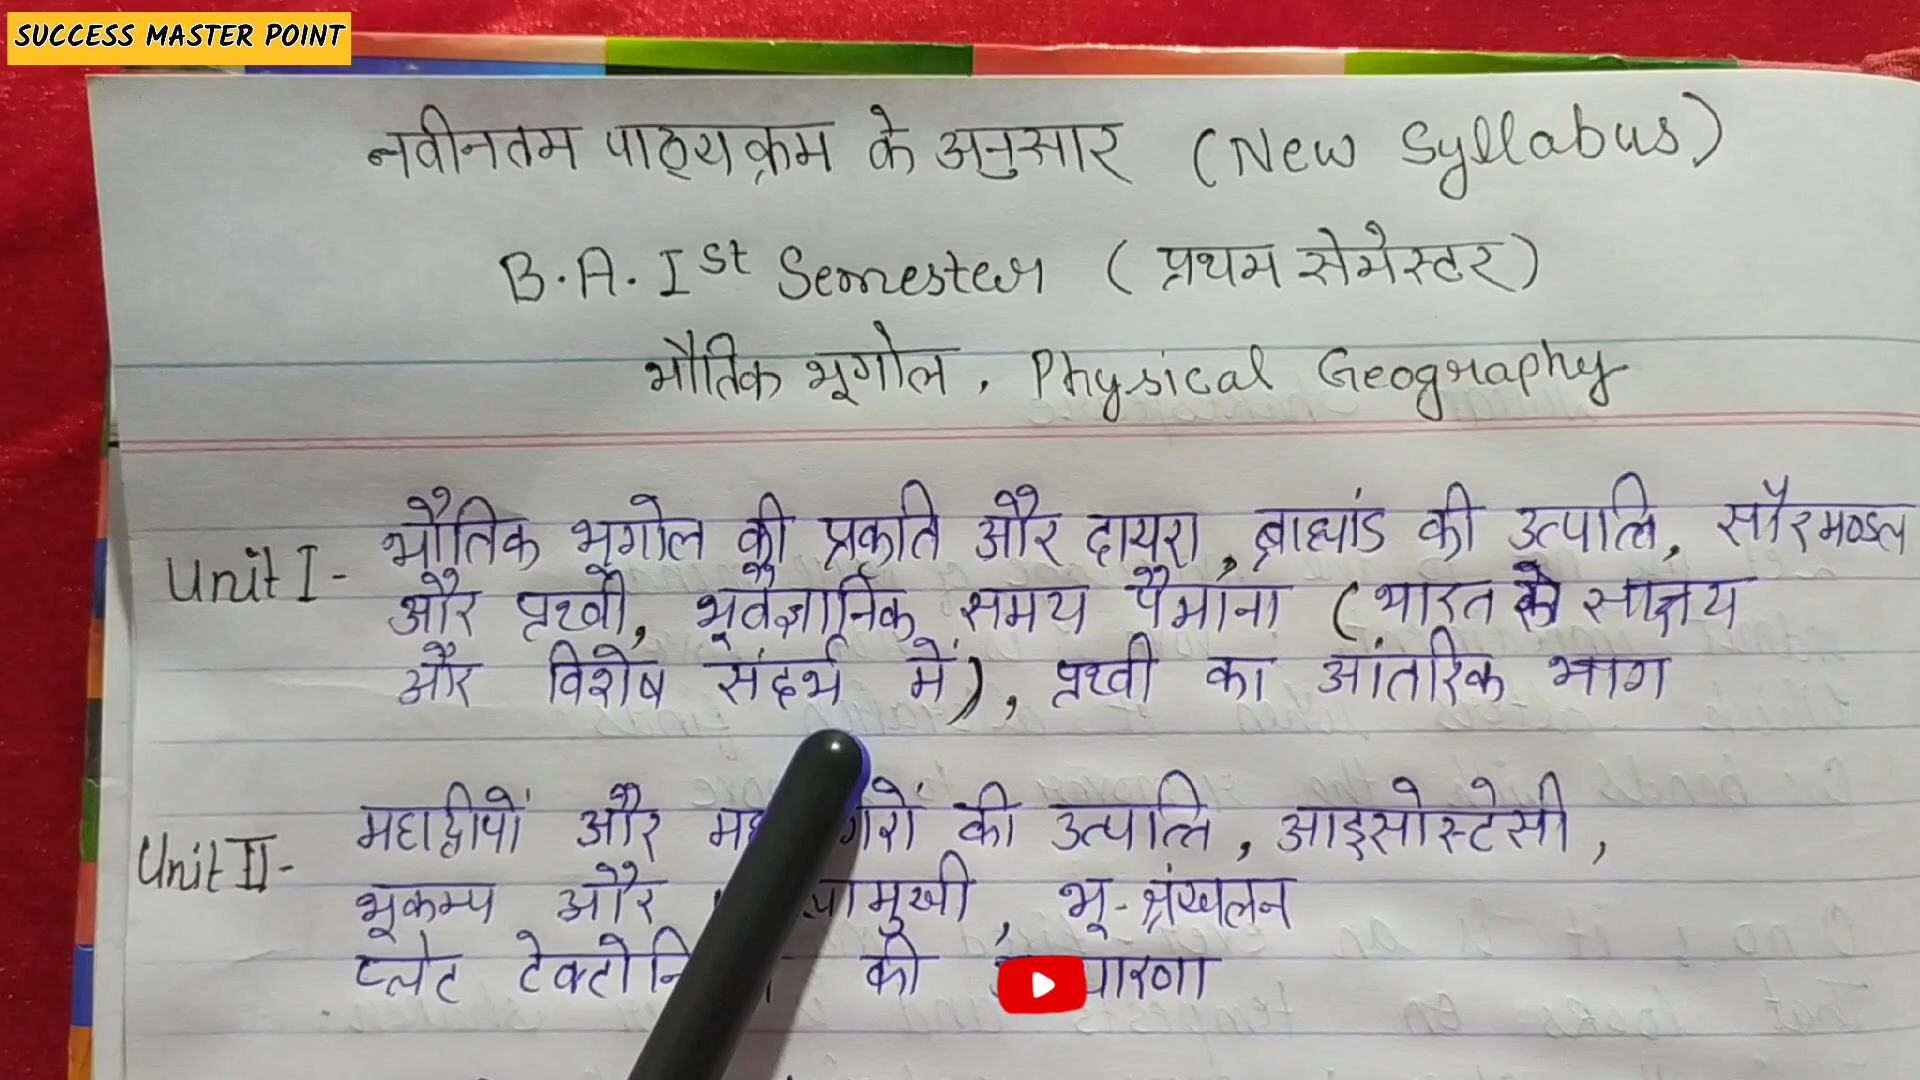 SUCCESS MASTER POINT
नवीनतम पाठ्यक्रम के अनुसार (New Syllabus)
B.A. Ist Semester (प्रथम सेमेस्टर)
भौतिक भूगोल, Physical Geography
Unit I- भौतिक भूगोल की प्रकृति और दायरा, ब्राह्मांड की उत्पत्ति, सौरमण्डल
और पृथ्वी, भूवैज्ञानिक समय पैमाना (भारत के साक्ष्य
और विशेष संदर्भ में), पृथ्वी का आंतरिक भाग
Unit II- महाद्वीपों और की उत्पत्ति, आइसोस्टेसी,
भूकम्प और भू-श्रंखलन
प्लेट की